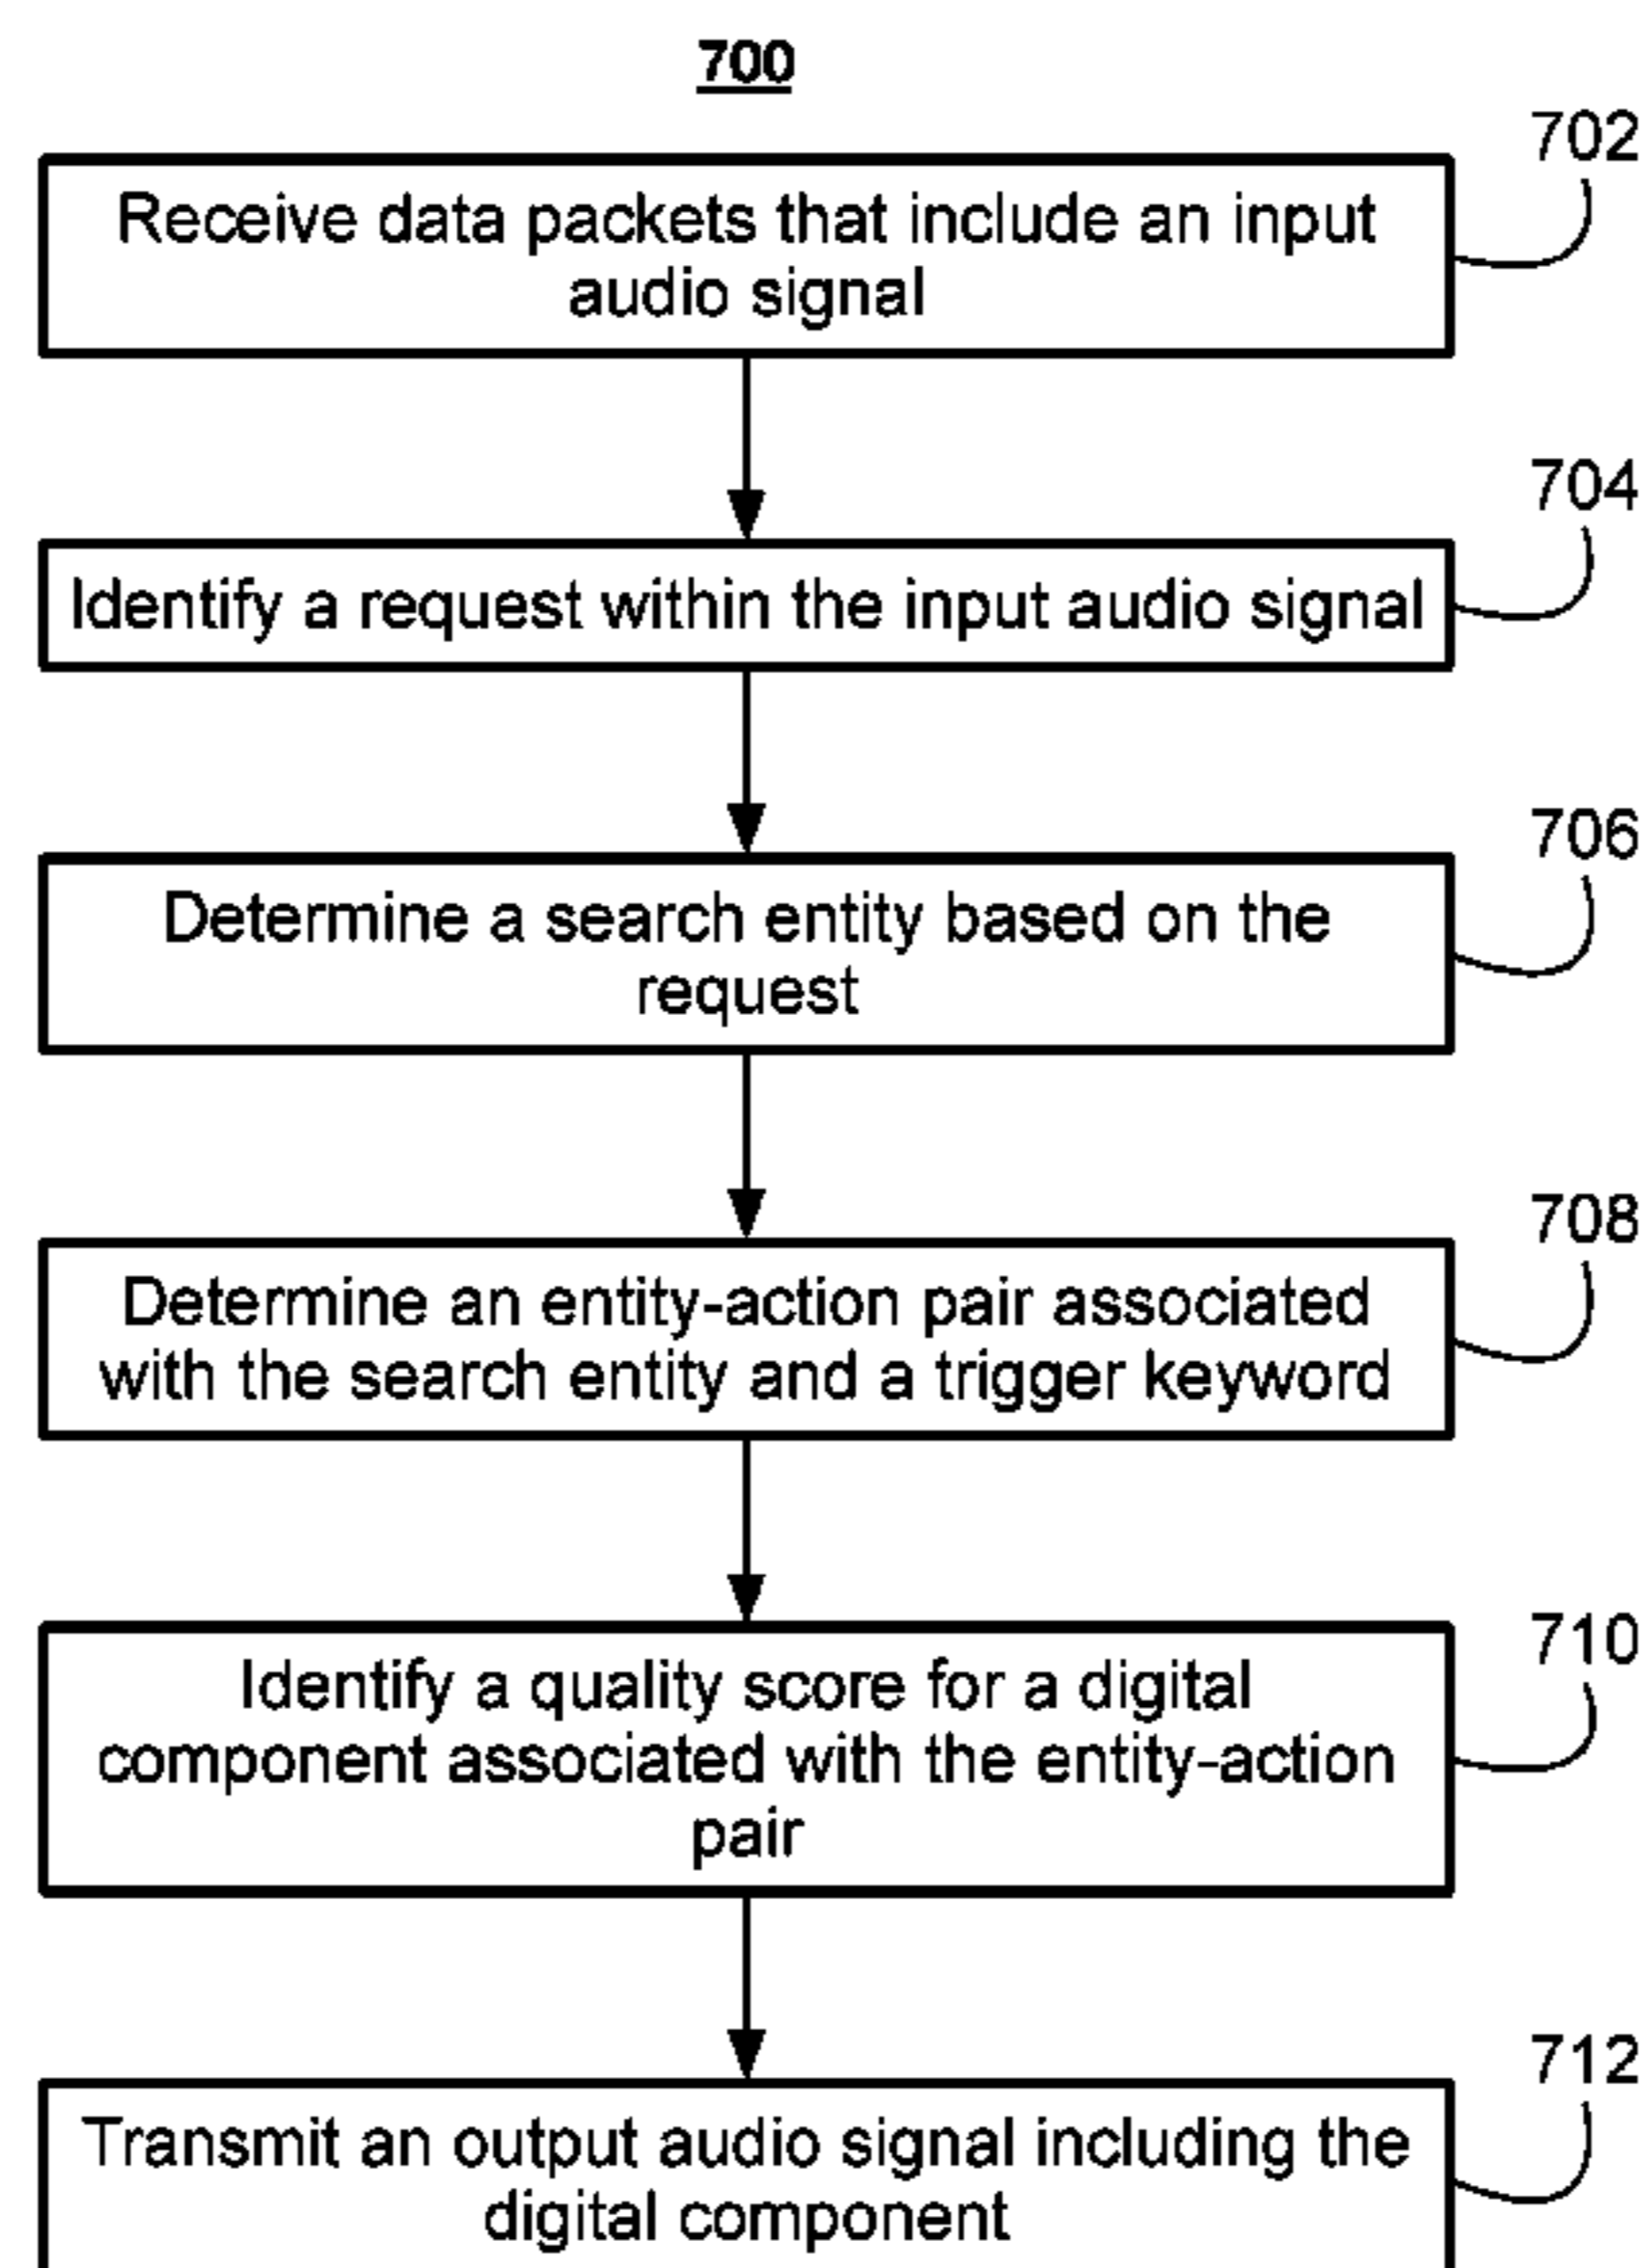 700
702
Receive data packets that include an input
audio signal
704
Identify a request within the input audio signal
706
Determine a search entity based on the
request
708
Determine an entity-action pair associated
with the search entity and a trigger keyword
710
Identify a quality score for a digital
component associated with the entity-action
pair
712
Transmit an output audio signal including the
digital component